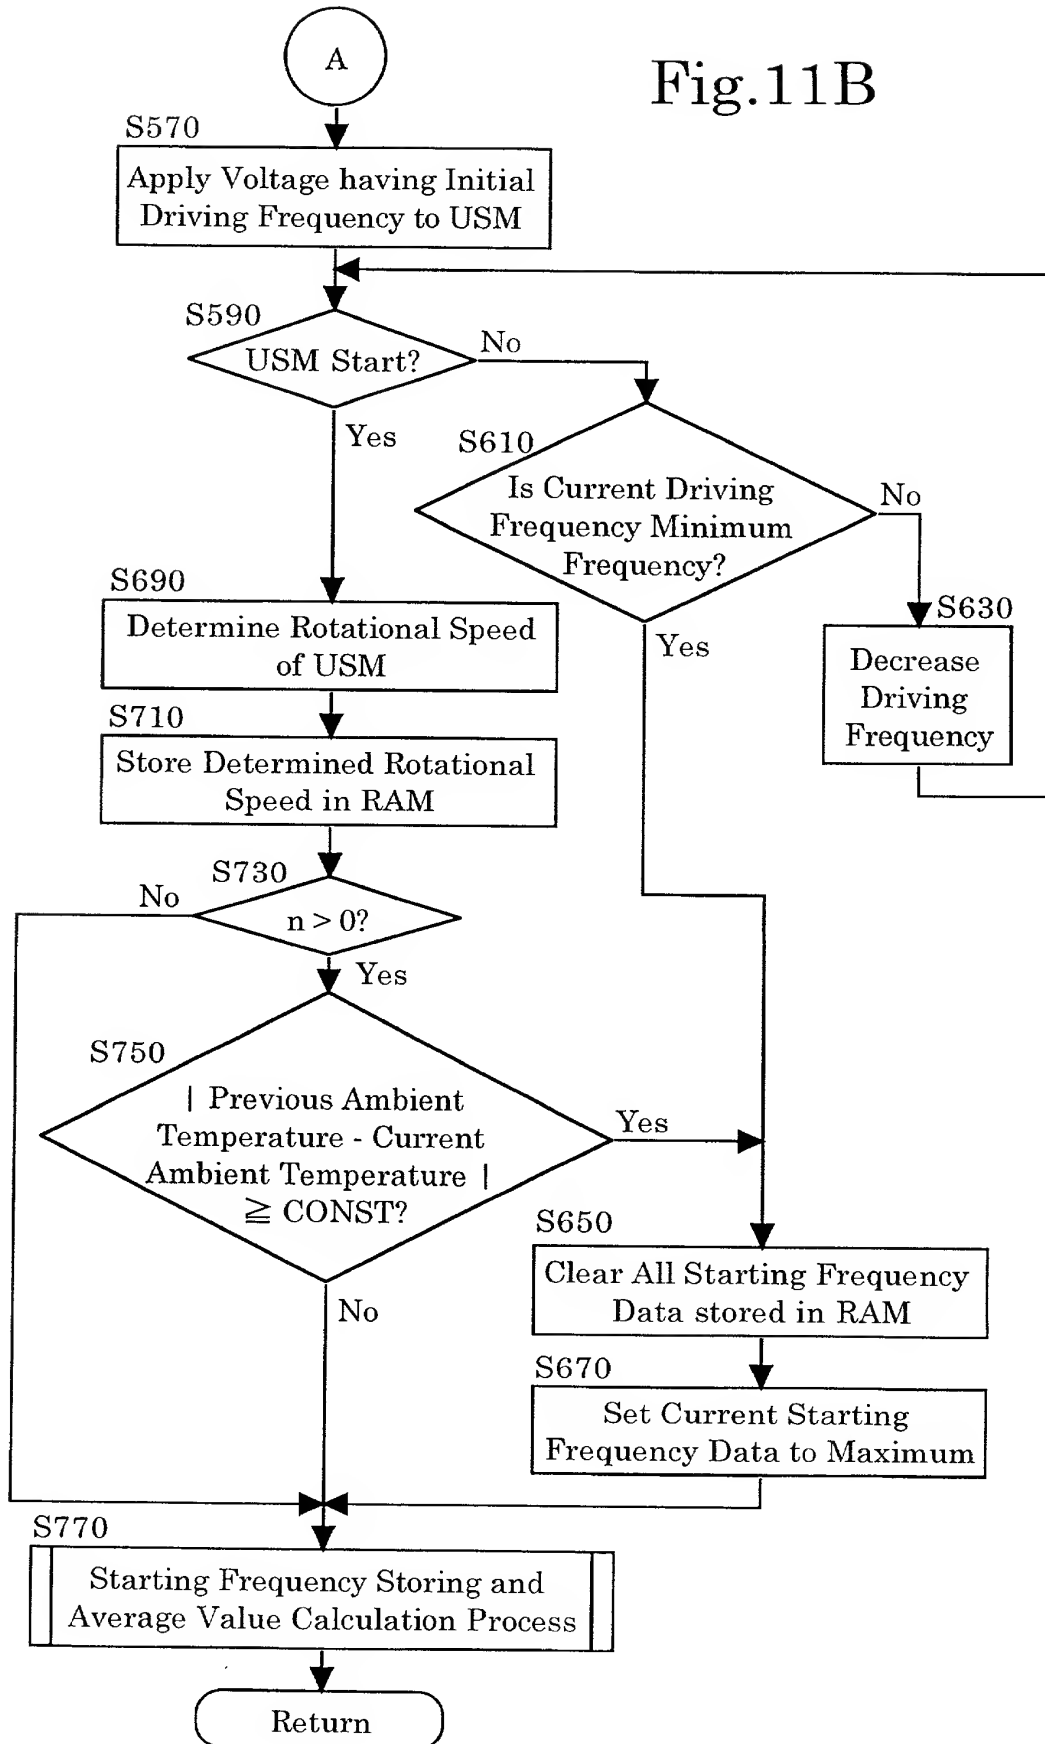 A
Fig.11B
S570
Apply Voltage having Initial
Driving Frequency to USM
S590
USM Start?
No
Yes
S610
Is Current Driving
Frequency Minimum
Frequency?
No
Yes
S630
Decrease
Driving
Frequency
S690
Determine Rotational Speed
of USM
S710
Store Determined Rotational
Speed in RAM
S730
n > 0?
No
Yes
S750
| Previous Ambient
Temperature - Current
Ambient Temperature |
≧ CONST?
Yes
No
S650
Clear All Starting Frequency
Data stored in RAM
S670
Set Current Starting
Frequency Data to Maximum
S770
Starting Frequency Storing and
Average Value Calculation Process
Return